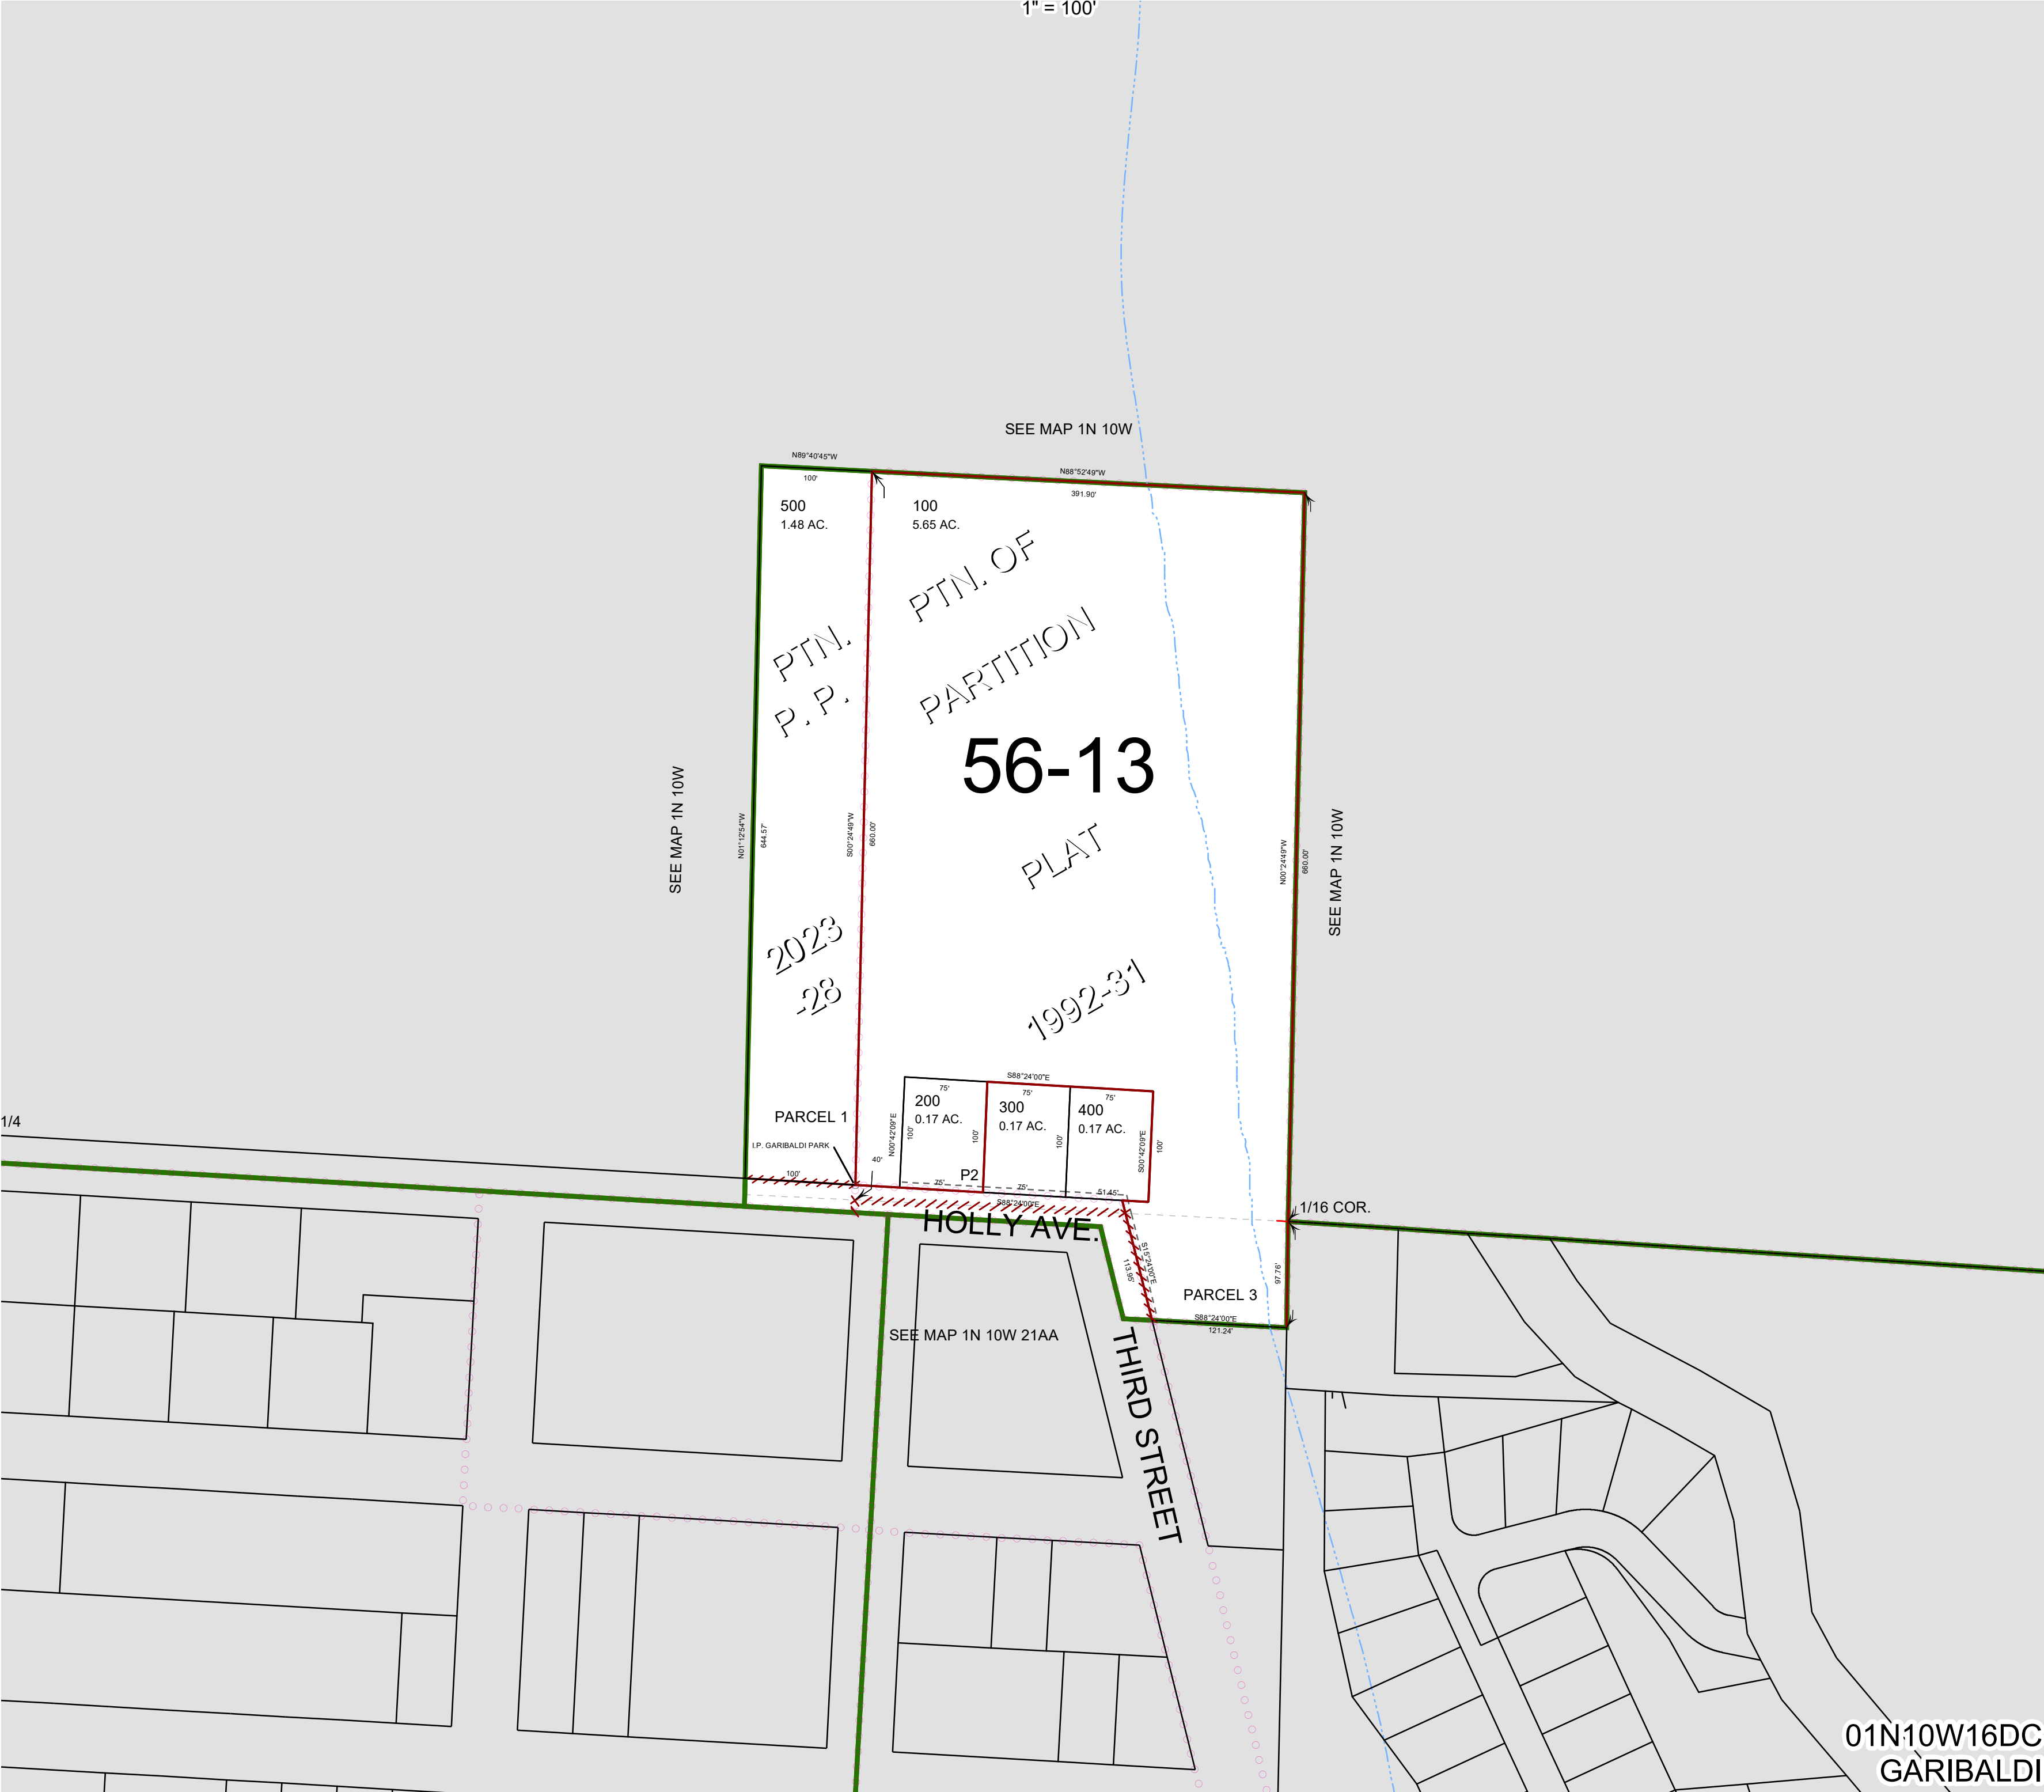 1" = 100'
SEE MAP 1N 10W
N89°40'45"W
100'
N88°52'49"W
391.90'
500
1.48 AC.
100
5.65 AC.
PTN. OF
PARTITION
PTN.
P. P.
56-13
SEE MAP 1N 10W
N01°12'54"W
644.57'
S00°24'49"W
660.00'
PLAT
N00°24'49"W
660.00'
SEE MAP 1N 10W
2023
-28
1992-31
S88°24'00"E
75'
75'
75'
200
0.17 AC.
300
0.17 AC.
400
0.17 AC.
1/4
PARCEL 1
I.P. GARIBALDI PARK
N00°42'09"E
100'
100'
100'
S00°42'09"E
100'
40'
100'
P2
75'
75'
51.45'
S88°24'00"E
HOLLY AVE.
1/16 COR.
S15°24'00"E
113.95'
97.76'
PARCEL 3
S88°24'00"E
121.24'
SEE MAP 1N 10W 21AA
THIRD STREET
01N10W16DC
GARIBALDI